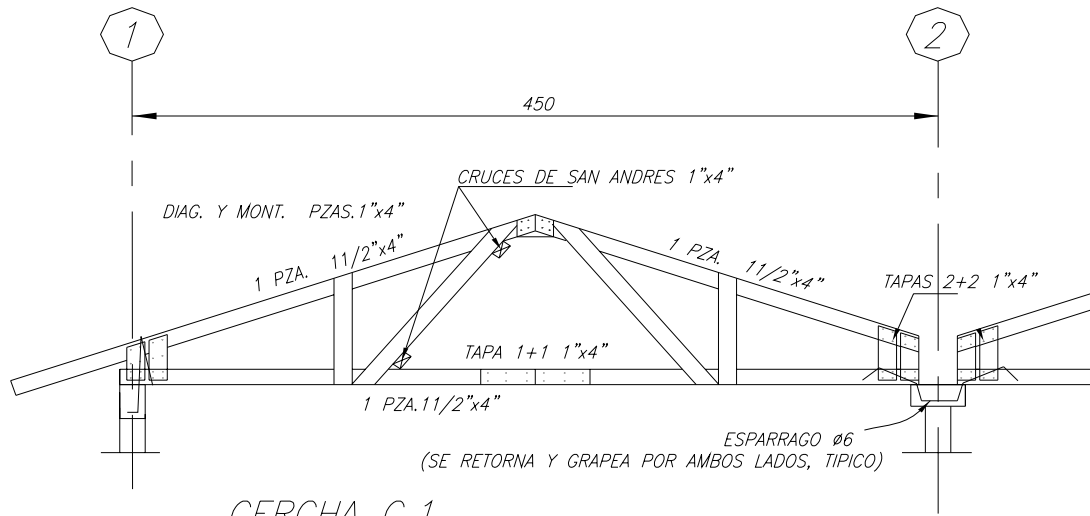 1
2
450
CRUCES DE SAN ANDRES 1"x4"
DIAG. Y MONT. PZAS.1"x4"
1 PZA. 11/2"x4"
1 PZA. 11/2"x4"
TAPAS 2+2 1"x4"
TAPA 1+1 1"x4"
1 PZA.11/2"x4"
ESPARRAGO ø6
(SE RETORNA Y GRAPEA POR AMBOS LADOS, TIPICO)
CERCHA C 1